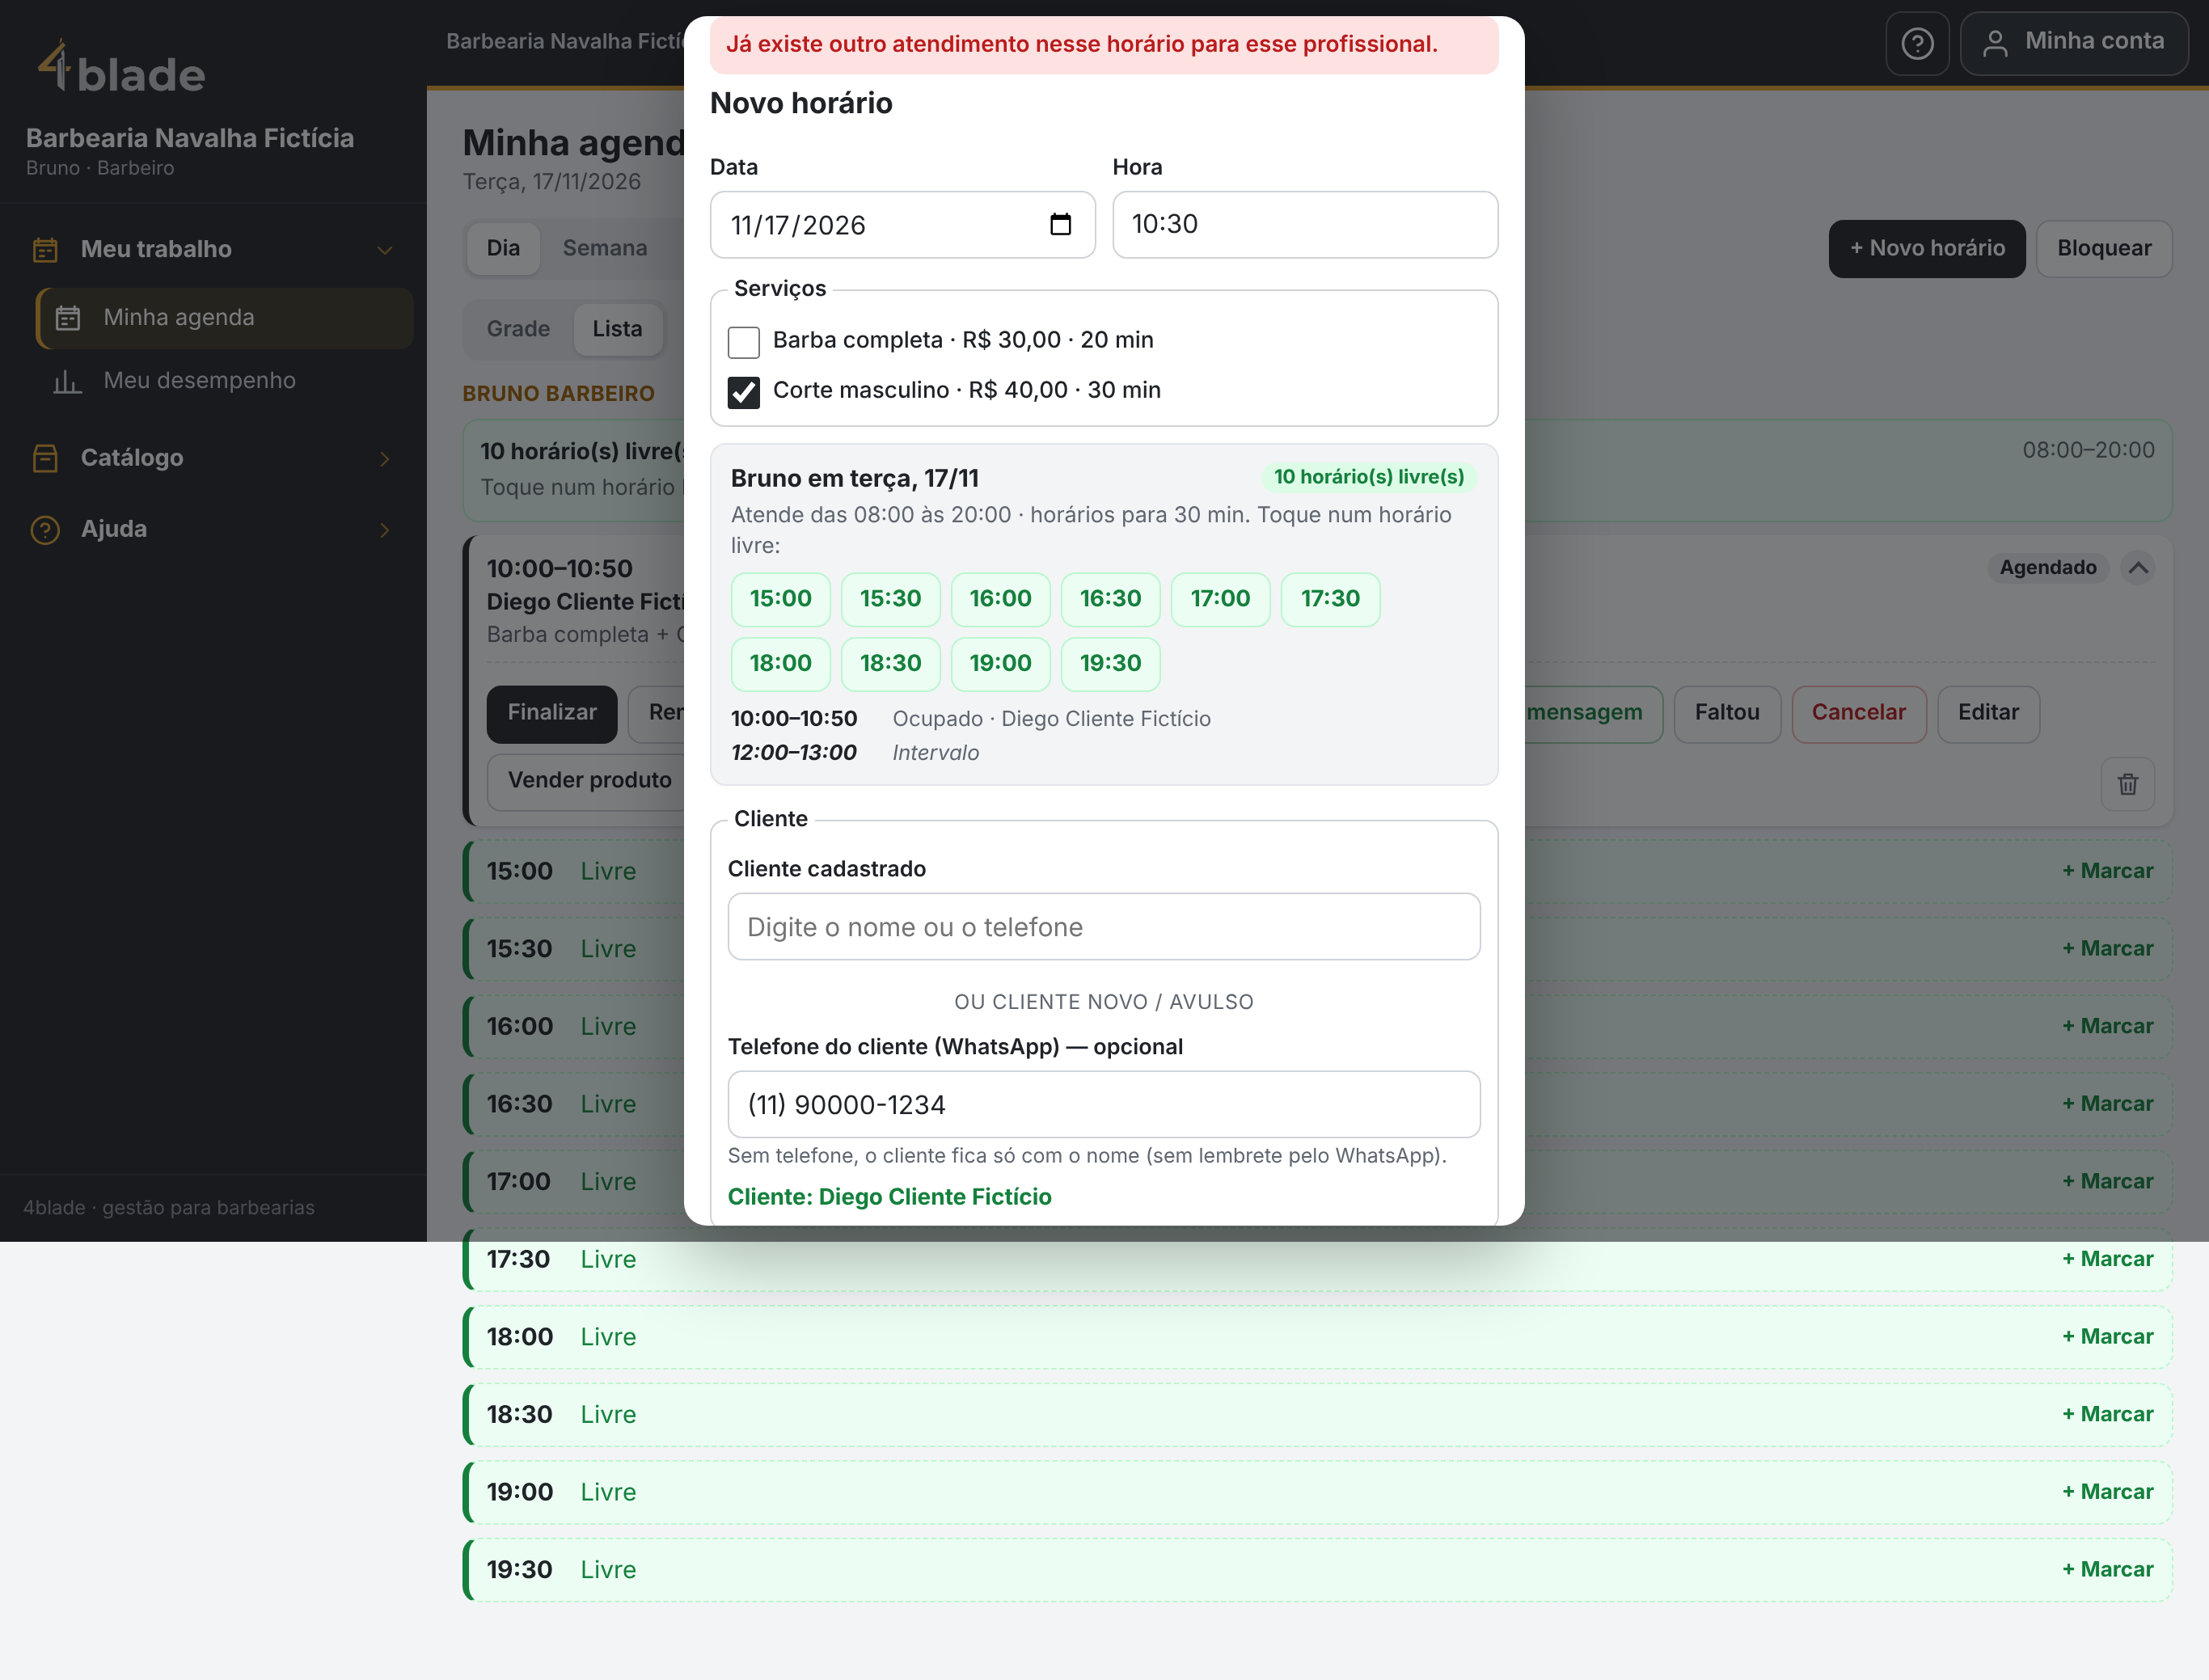 4blade
Barbearia Navalha Fictícia
Bruno · Barbeiro
Meu trabalho
Minha agenda
Meu desempenho
Catálogo
Ajuda
4blade · gestão para barbearias
Barbearia Navalha Fictí
Minha conta
Minha agend
Terça, 17/11/2026
Dia
Semana
+ Novo horário
Bloquear
Grade
Lista
BRUNO BARBEIRO
10 horário(s) livre(s
08:00–20:00
Toque num horário
10:00–10:50
Agendado
Diego Cliente Fictí
Barba completa +
Finalizar
mensagem
Faltou
Cancelar
Editar
Vender produto
15:00 Livre + Marcar
15:30 Livre + Marcar
16:00 Livre + Marcar
16:30 Livre + Marcar
17:00 Livre + Marcar
17:30 Livre + Marcar
18:00 Livre + Marcar
18:30 Livre + Marcar
19:00 Livre + Marcar
19:30 Livre + Marcar
Já existe outro atendimento nesse horário para esse profissional.
Novo horário
Data
Hora
11/17/2026
10:30
Serviços
Barba completa · R$ 30,00 · 20 min
Corte masculino · R$ 40,00 · 30 min
Bruno em terça, 17/11
10 horário(s) livre(s)
Atende das 08:00 às 20:00 · horários para 30 min. Toque num horário
livre:
15:00 15:30 16:00 16:30 17:00 17:30
18:00 18:30 19:00 19:30
10:00–10:50 Ocupado · Diego Cliente Fictício
12:00–13:00 Intervalo
Cliente
Cliente cadastrado
Digite o nome ou o telefone
OU CLIENTE NOVO / AVULSO
Telefone do cliente (WhatsApp) — opcional
(11) 90000-1234
Sem telefone, o cliente fica só com o nome (sem lembrete pelo WhatsApp).
Cliente: Diego Cliente Fictício